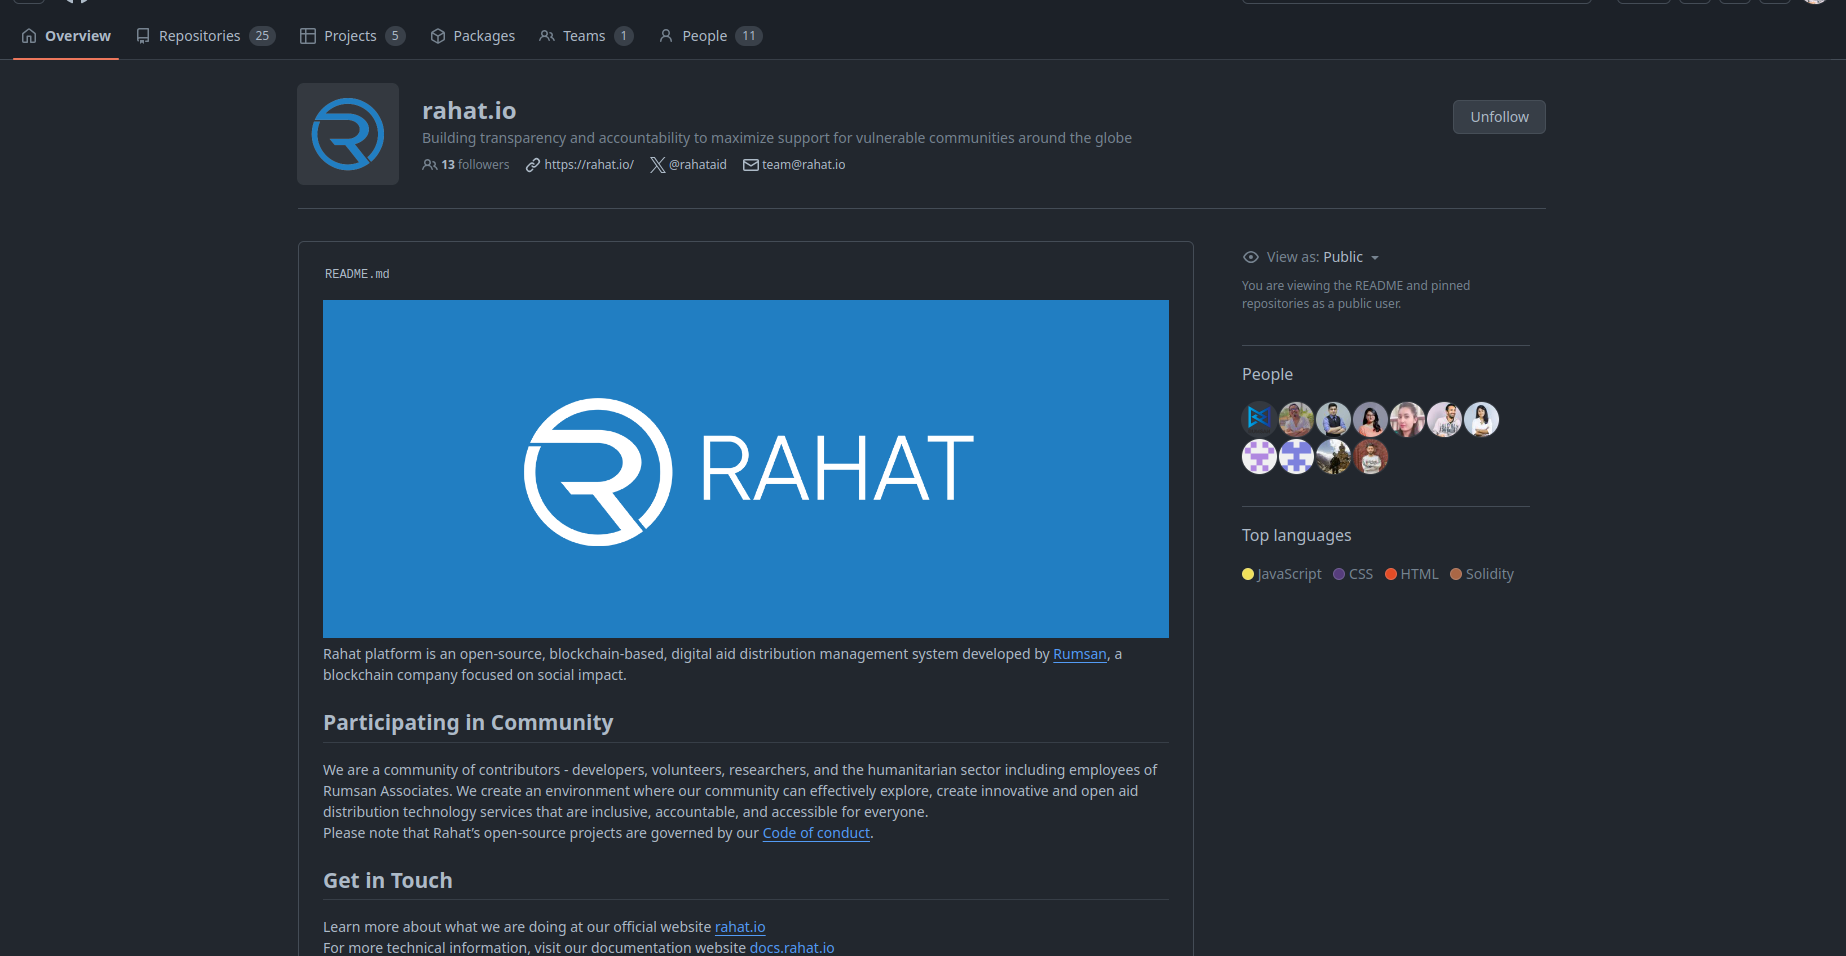 Overview Repositories 25 Projects 5 Packages Teams 1 People 11
rahat.io
Building transparency and accountability to maximize support for vulnerable communities around the globe
13 followers https://rahat.io/ @rahataid team@rahat.io
Unfollow
README.md
RAHAT
Rahat platform is an open-source, blockchain-based, digital aid distribution management system developed by Rumsan, a
blockchain company focused on social impact.
Participating in Community
We are a community of contributors - developers, volunteers, researchers, and the humanitarian sector including employees of
Rumsan Associates. We create an environment where our community can effectively explore, create innovative and open aid
distribution technology services that are inclusive, accountable, and accessible for everyone.
Please note that Rahat’s open-source projects are governed by our Code of conduct.
Get in Touch
Learn more about what we are doing at our official website rahat.io
For more technical information, visit our documentation website docs.rahat.io
View as: Public
You are viewing the README and pinned
repositories as a public user.
People
Top languages
JavaScript CSS HTML Solidity